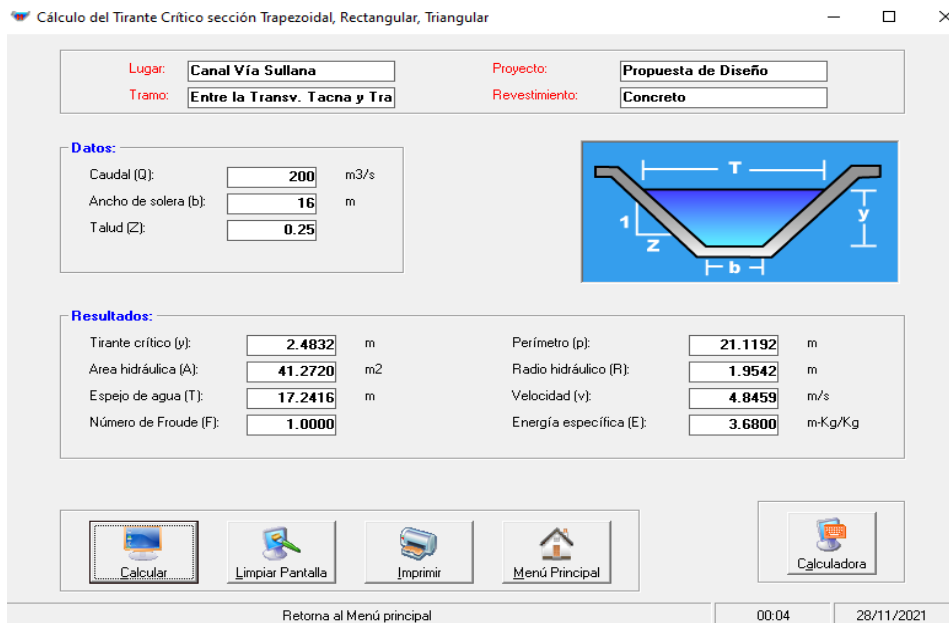 Cálculo del Tirante Crítico sección Trapezoidal, Rectangular, Triangular
Lugar: Canal Vía Sullana Proyecto: Propuesta de Diseño
Tramo: Entre la Transv. Tacna y Tra Revestimiento: Concreto
Datos:
Caudal (Q): 200 m3/s
Ancho de solera (b): 16 m
Talud (Z): 0.25
T
y
1
Z
b
Resultados:
Tirante crítico (y): 2.4832 m Perímetro (p): 21.1192 m
Area hidráulica (A): 41.2720 m2 Radio hidráulico (R): 1.9542 m
Espejo de agua (T): 17.2416 m Velocidad (v): 4.8459 m/s
Número de Froude (F): 1.0000 Energía específica (E): 3.6800 m-Kg/Kg
Calcular Limpiar Pantalla Imprimir Menú Principal Calculadora
Retorna al Menú principal 00:04 28/11/2021